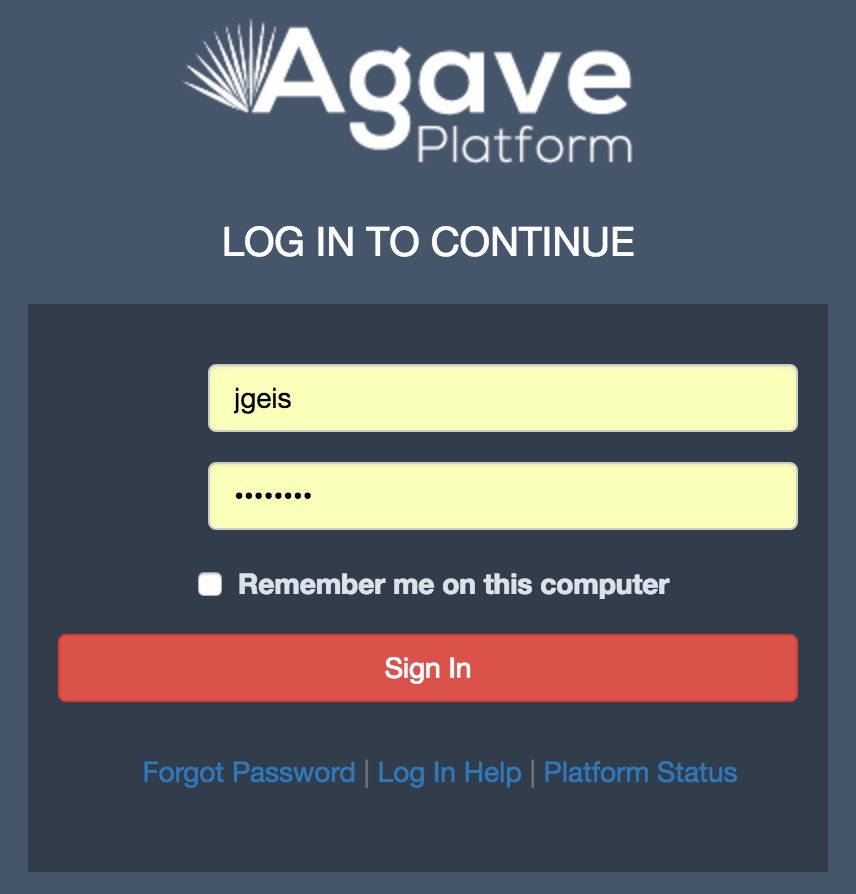 Agave
Platform
LOG IN TO CONTINUE
jgeis
••••••••
Remember me on this computer
Sign In
Forgot Password | Log In Help | Platform Status